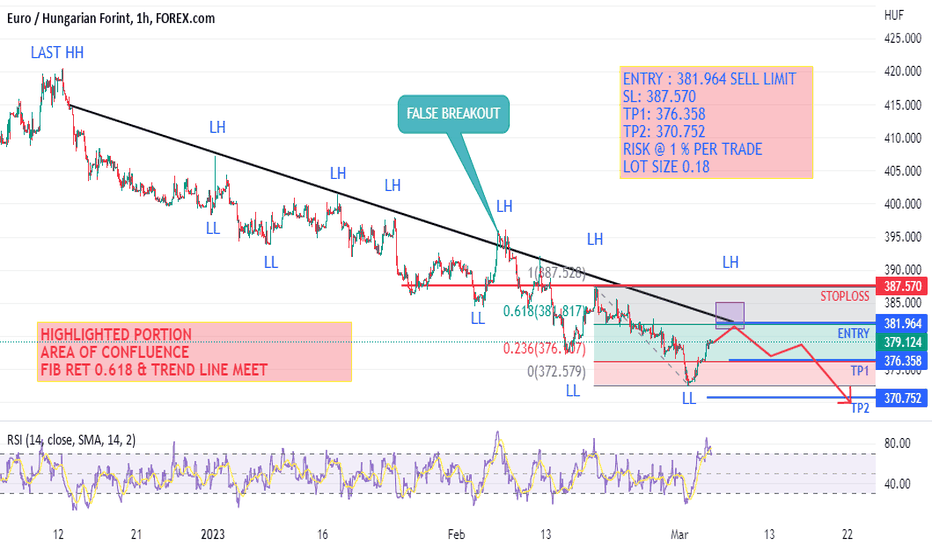 Euro / Hungarian Forint, 1h, FOREX.com
HUF
425.000
420.000
415.000
410.000
405.000
400.000
395.000
390.000
387.570
385.000
381.964
379.124
376.358
375.000
370.752
LAST HH
LH
LL
LL
LH
LH
FALSE BREAKOUT
LH
LL
LH
LL
LH
LL
ENTRY : 381.964 SELL LIMIT
SL: 387.570
TP1: 376.358
TP2: 370.752
RISK @ 1 % PER TRADE
LOT SIZE 0.18
1(387.528)
0.618(381.817)
0(372.579)
STOPLOSS
ENTRY
TP1
TP2
HIGHLIGHTED PORTION
AREA OF CONFLUENCE
FIB RET 0.618 & TREND LINE MEET
RSI (14, close, SMA, 14, 2)
80.00
40.00
12 21 2023 16 Feb 13 Mar 13 22